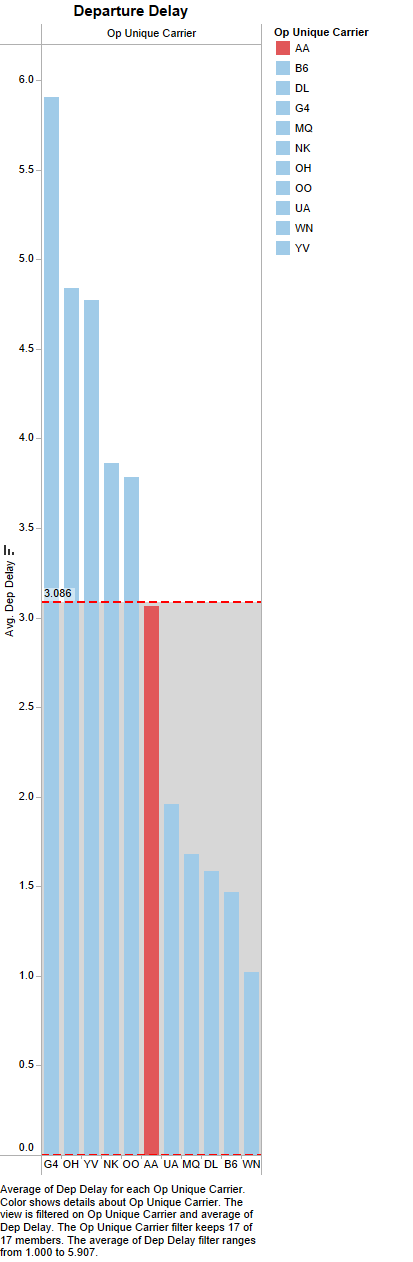 Departure Delay
Op Unique Carrier
Op Unique Carrier
AA
B6
DL
G4
MQ
NK
OH
OO
UA
WN
YV
6.0
5.5
5.0
4.5
4.0
3.5
3.086
3.0
2.5
2.0
1.5
1.0
0.5
0.0
Avg. Dep Delay
G4 OH YV NK OO AA UA MQ DL B6 WN
Average of Dep Delay for each Op Unique Carrier.
Color shows details about Op Unique Carrier. The
view is filtered on Op Unique Carrier and average of
Dep Delay. The Op Unique Carrier filter keeps 17 of
17 members. The average of Dep Delay filter ranges
from 1.000 to 5.907.